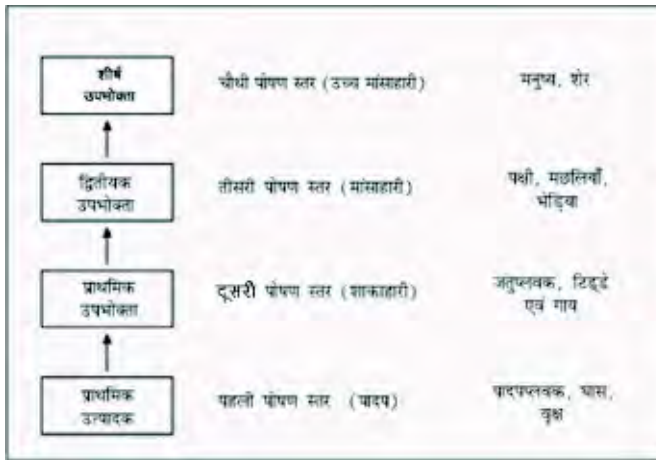 शीर्ष
उपभोक्ता
चौथी पोषण स्तर (उच्च मांसाहारी)
मनुष्य, शेर
द्वितीयक
उपभोक्ता
तीसरी पोषण स्तर (मांसाहारी)
पक्षी, मछलियाँ,
भेड़िया
प्राथमिक
उपभोक्ता
दूसरी पोषण स्तर (शाकाहारी)
जंतुप्लवक, टिड्डे
एवं गाय
प्राथमिक
उत्पादक
पहली पोषण स्तर (पादप)
पादपप्लवक, घास,
वृक्ष